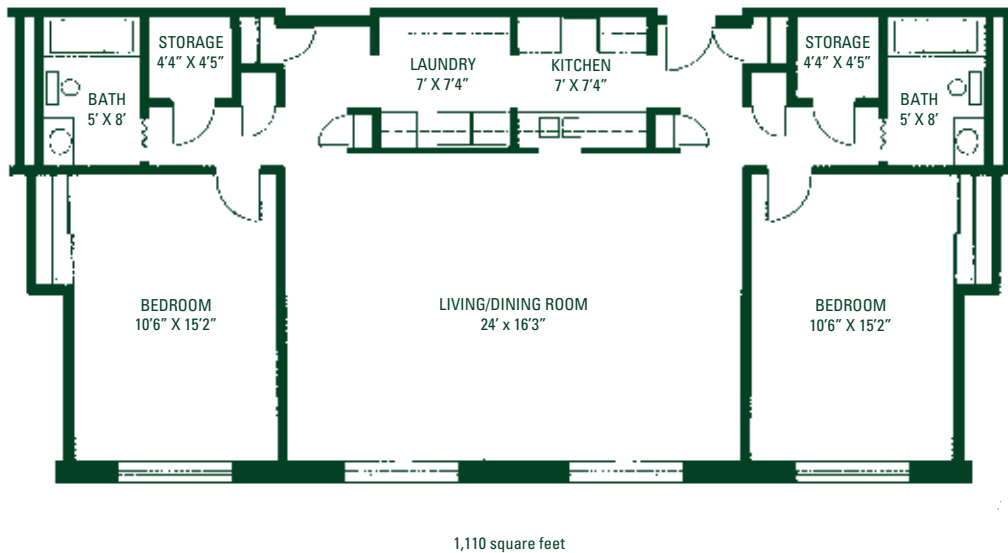 STORAGE
4'4" X 4'5"
BATH
5' X 8'
LAUNDRY
7' X 7'4"
KITCHEN
7' X 7'4"
STORAGE
4'4" X 4'5"
BATH
5' X 8'
BEDROOM
10'6" X 15'2"
LIVING/DINING ROOM
24' x 16'3"
BEDROOM
10'6" X 15'2"
1,110 square feet